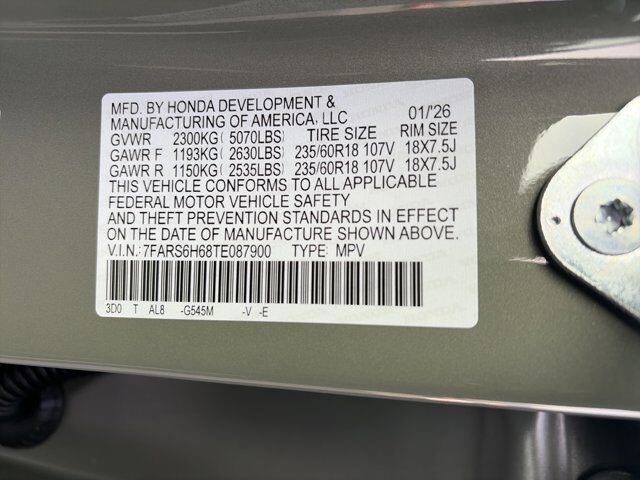 MFD. BY HONDA DEVELOPMENT &
MANUFACTURING OF AMERICA, LLC 01/'26
GVWR 2300KG( 5070LBS) TIRE SIZE RIM SIZE
GAWR F 1193KG( 2630LBS) 235/60R18 107V 18X7.5J
GAWR R 1150KG( 2535LBS) 235/60R18 107V 18X7.5J
THIS VEHICLE CONFORMS TO ALL APPLICABLE
FEDERAL MOTOR VEHICLE SAFETY
AND THEFT PREVENTION STANDARDS IN EFFECT
ON THE DATE OF MANUFACTURE SHOWN ABOVE.
V.I.N.: 7FARS6H68TE087900 TYPE: MPV
3D0 T AL8 -G545M -V -E